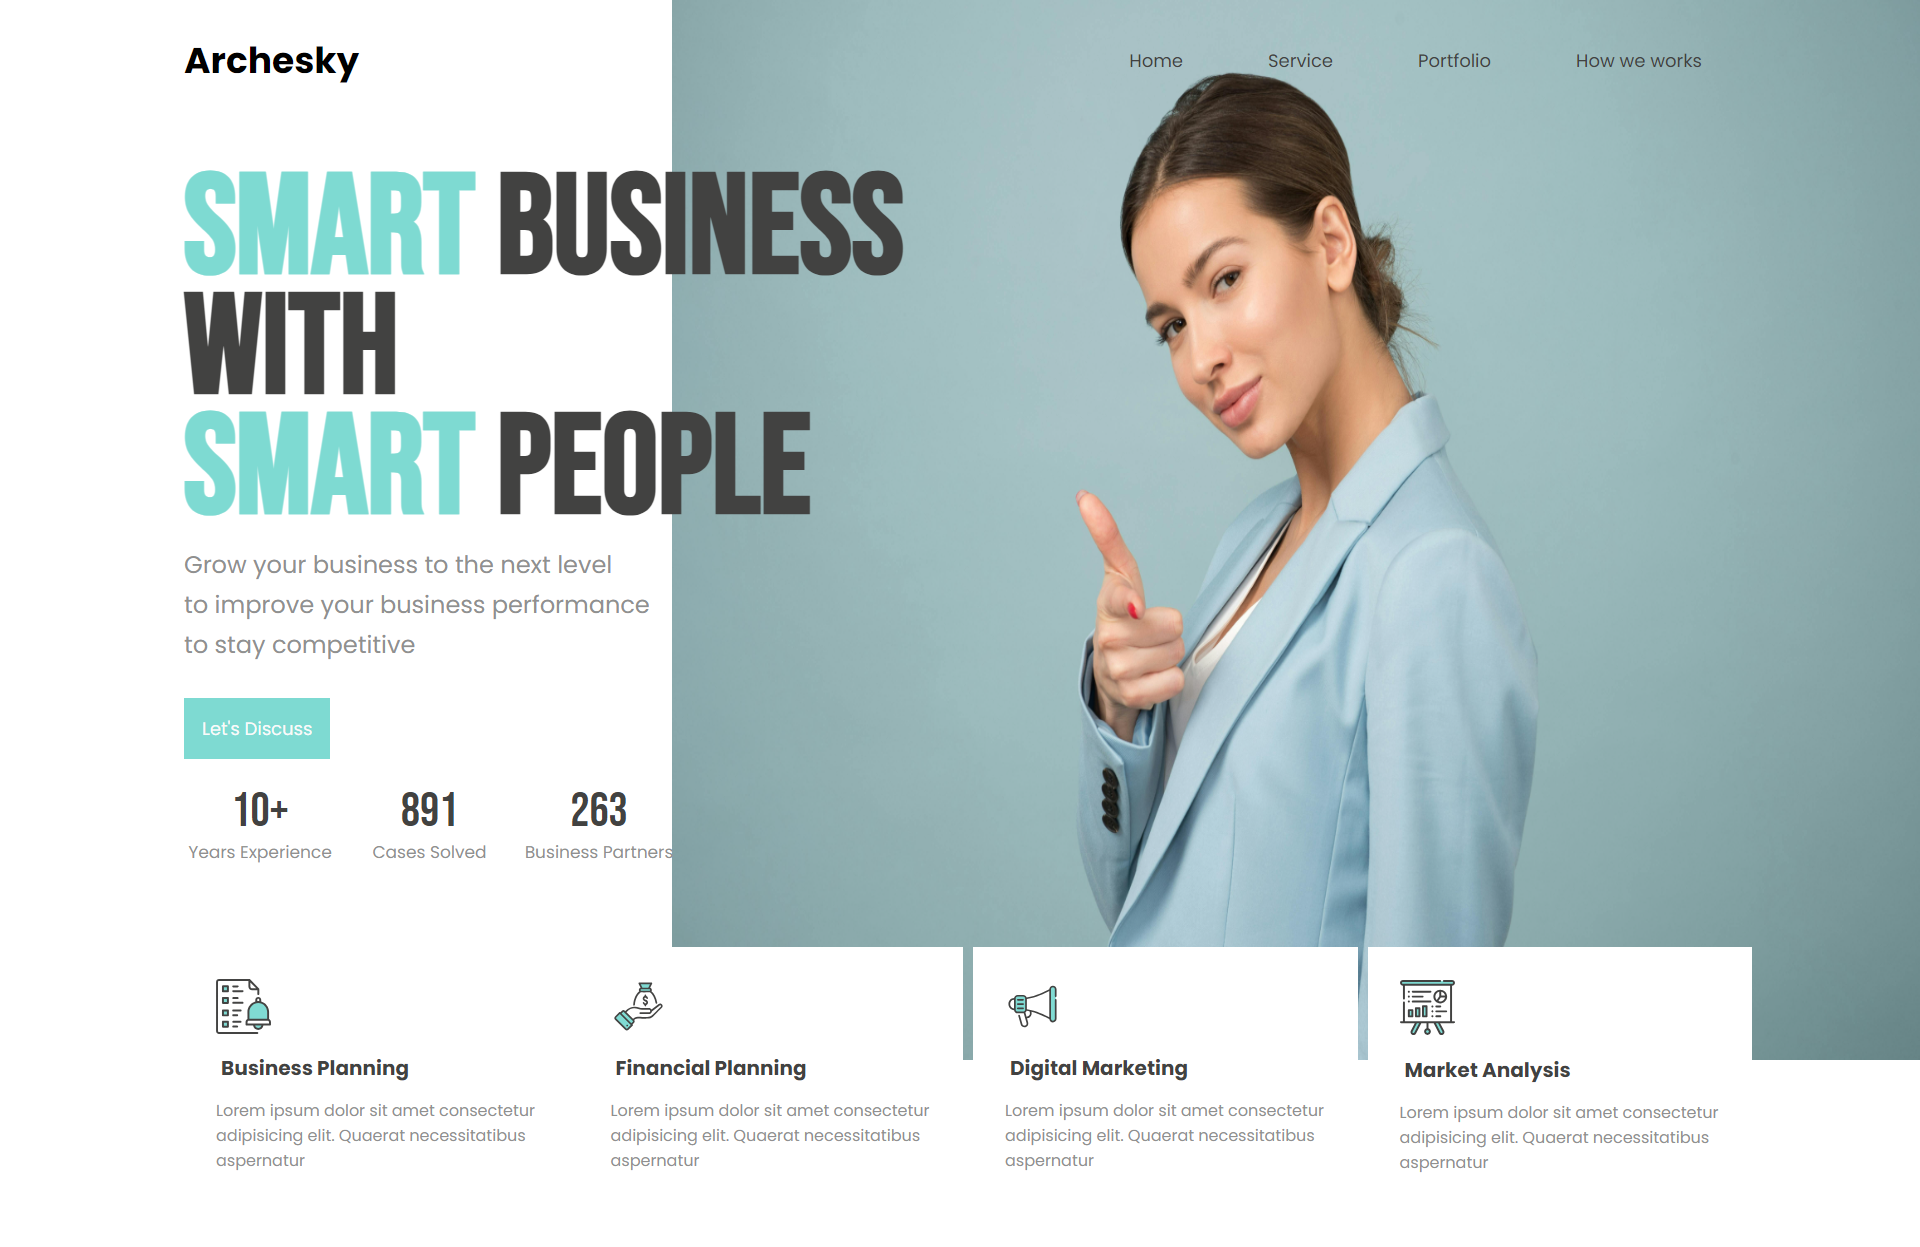 Archesky
Home Service Portfolio How we works
SMART BUSINESS
WITH
SMART PEOPLE
Grow your business to the next level
to improve your business performance
to stay competitive
Let's Discuss
10+ 891 263
Years Experience Cases Solved Business Partners
Business Planning
Lorem ipsum dolor sit amet consectetur
adipisicing elit. Quaerat necessitatibus
aspernatur
Financial Planning
Lorem ipsum dolor sit amet consectetur
adipisicing elit. Quaerat necessitatibus
aspernatur
Digital Marketing
Lorem ipsum dolor sit amet consectetur
adipisicing elit. Quaerat necessitatibus
aspernatur
Market Analysis
Lorem ipsum dolor sit amet consectetur
adipisicing elit. Quaerat necessitatibus
aspernatur